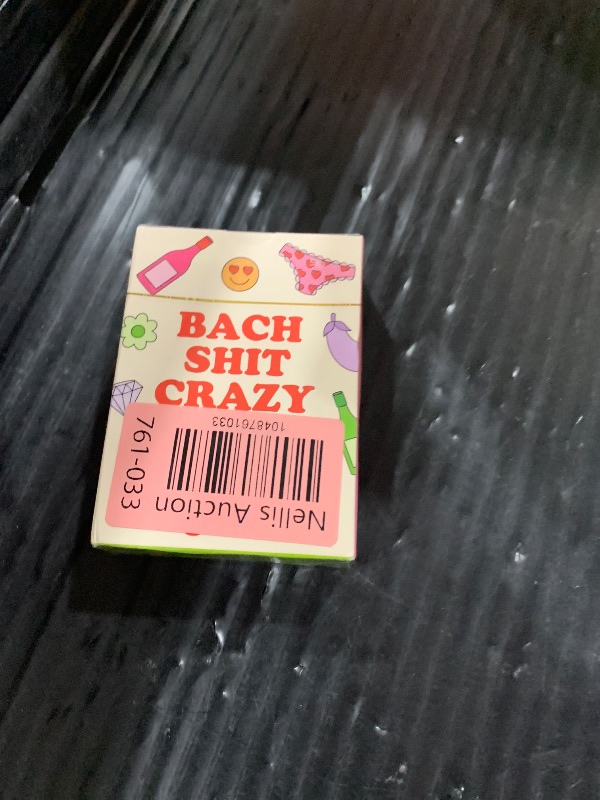 BACH
SHIT
CRAZY
1048761033
Nellis Auction
761-033